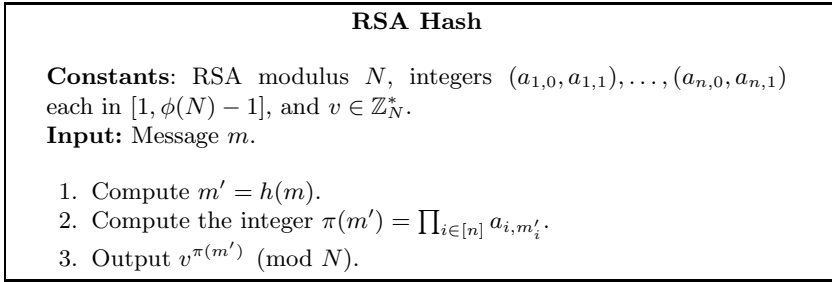 RSA Hash
Constants: RSA modulus N, integers (a_{1,0}, a_{1,1}), …, (a_{n,0}, a_{n,1})
each in [1, ϕ(N) − 1], and v ∈ ℤ*_N.
Input: Message m.
1. Compute m′ = h(m).
2. Compute the integer π(m′) = ∏_{i∈[n]} a_{i,m′_i}.
3. Output v^{π(m′)} (mod N).